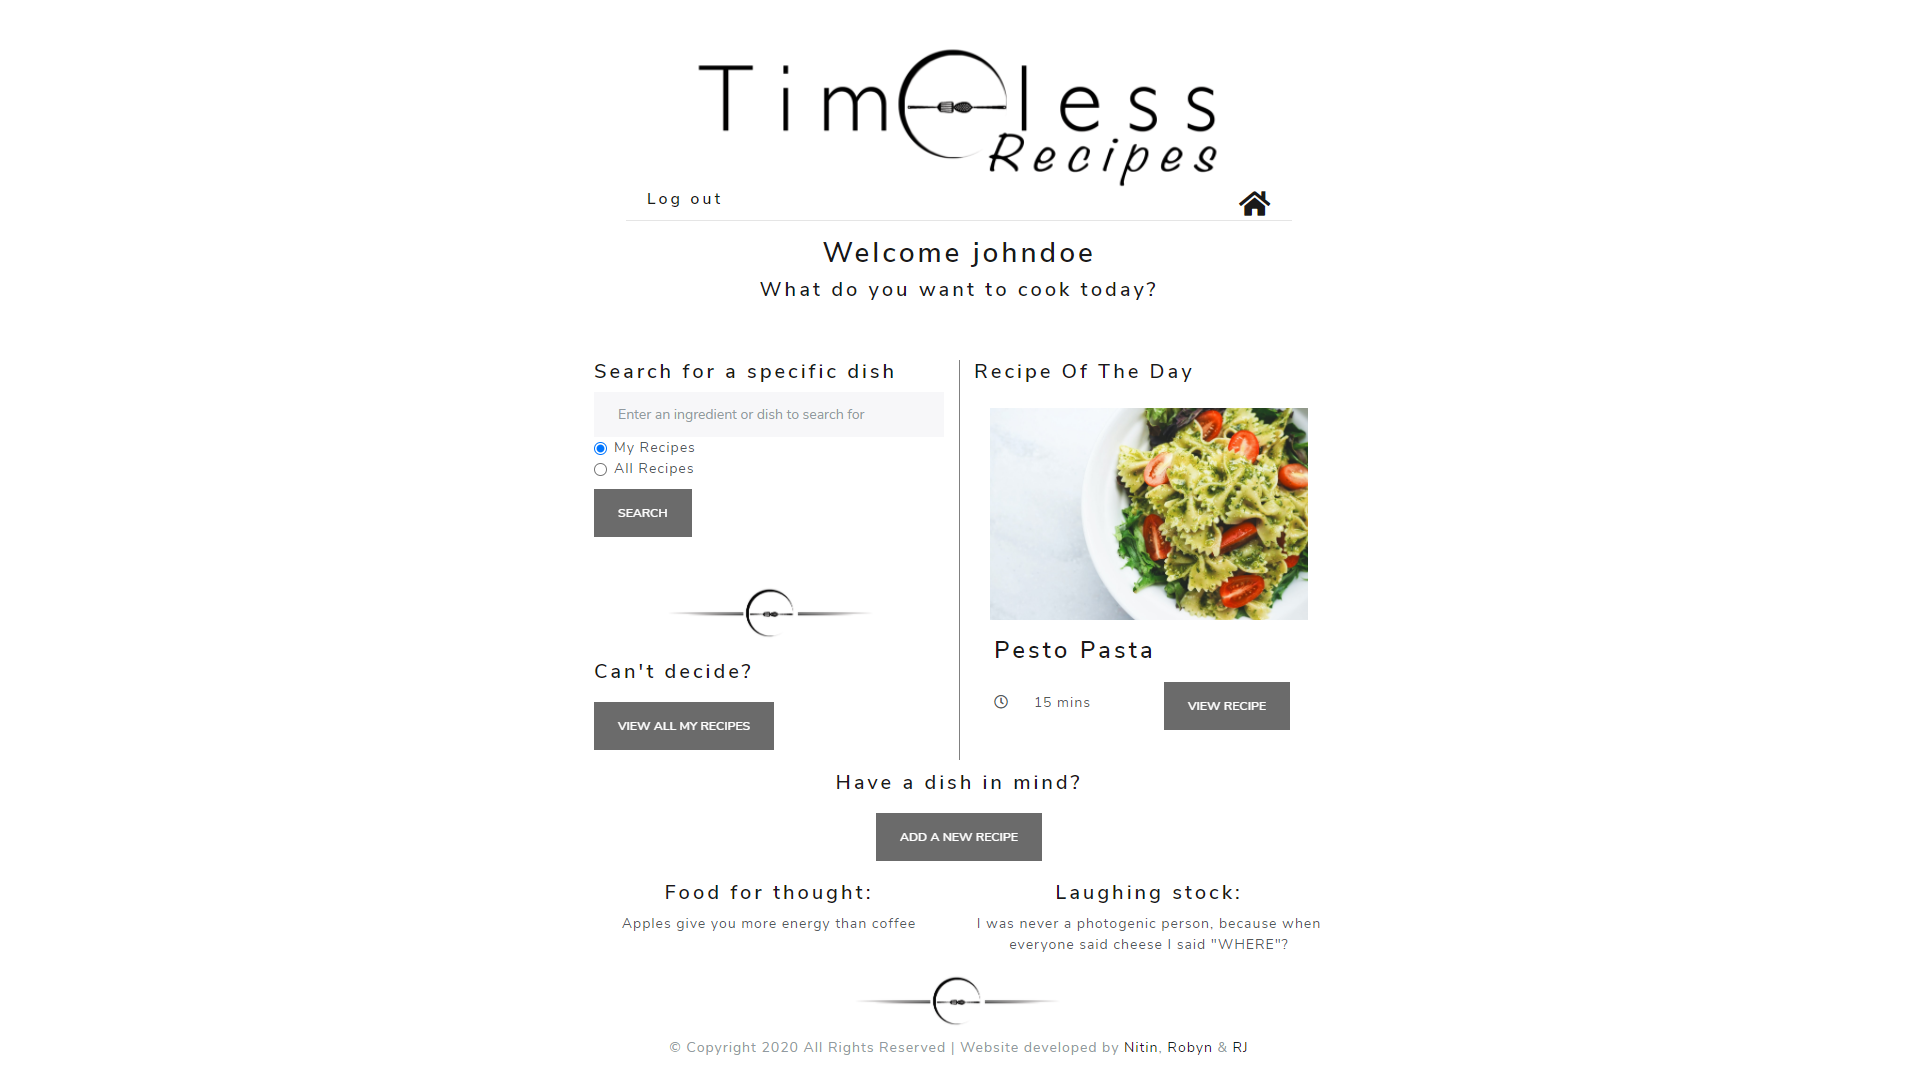 Timeless
Recipes
Log out
Welcome johndoe
What do you want to cook today?
Search for a specific dish
Enter an ingredient or dish to search for
My Recipes
All Recipes
SEARCH
Can't decide?
VIEW ALL MY RECIPES
Recipe Of The Day
Pesto Pasta
15 mins
VIEW RECIPE
Have a dish in mind?
ADD A NEW RECIPE
Food for thought:
Apples give you more energy than coffee
Laughing stock:
I was never a photogenic person, because when
everyone said cheese I said "WHERE"?
© Copyright 2020 All Rights Reserved | Website developed by Nitin, Robyn & RJ